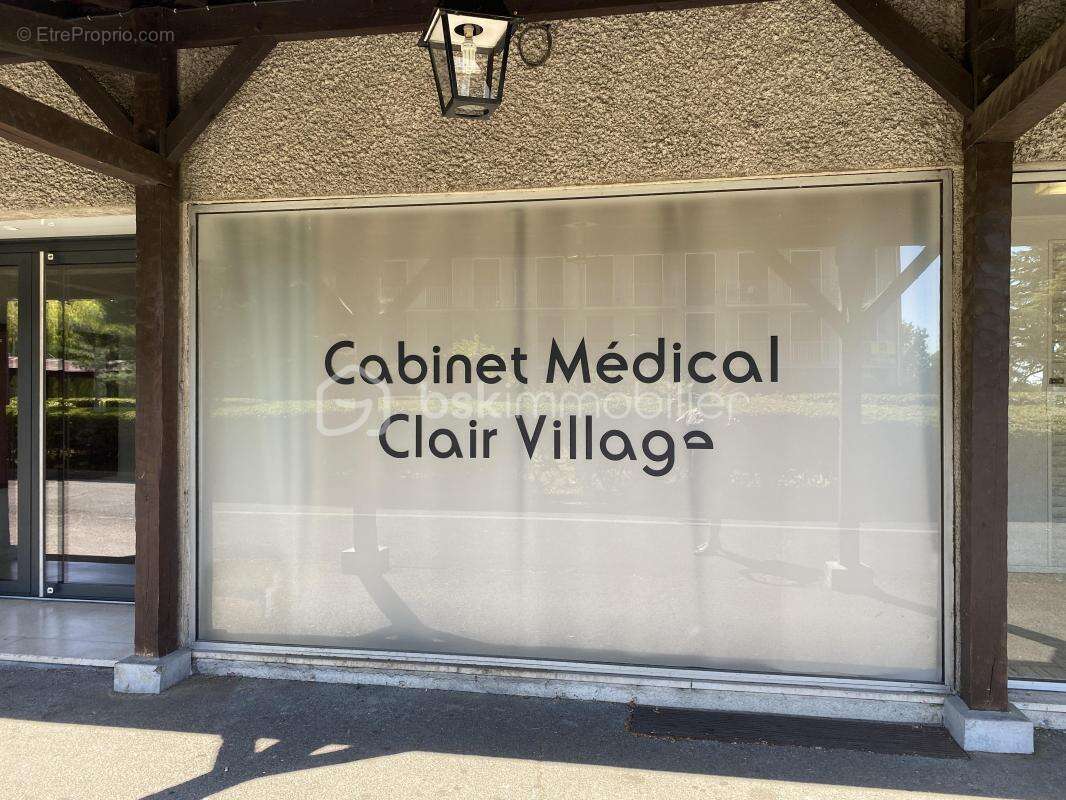 © EtreProprio.com
Cabinet Médical
bskimmobilier
Clair Village